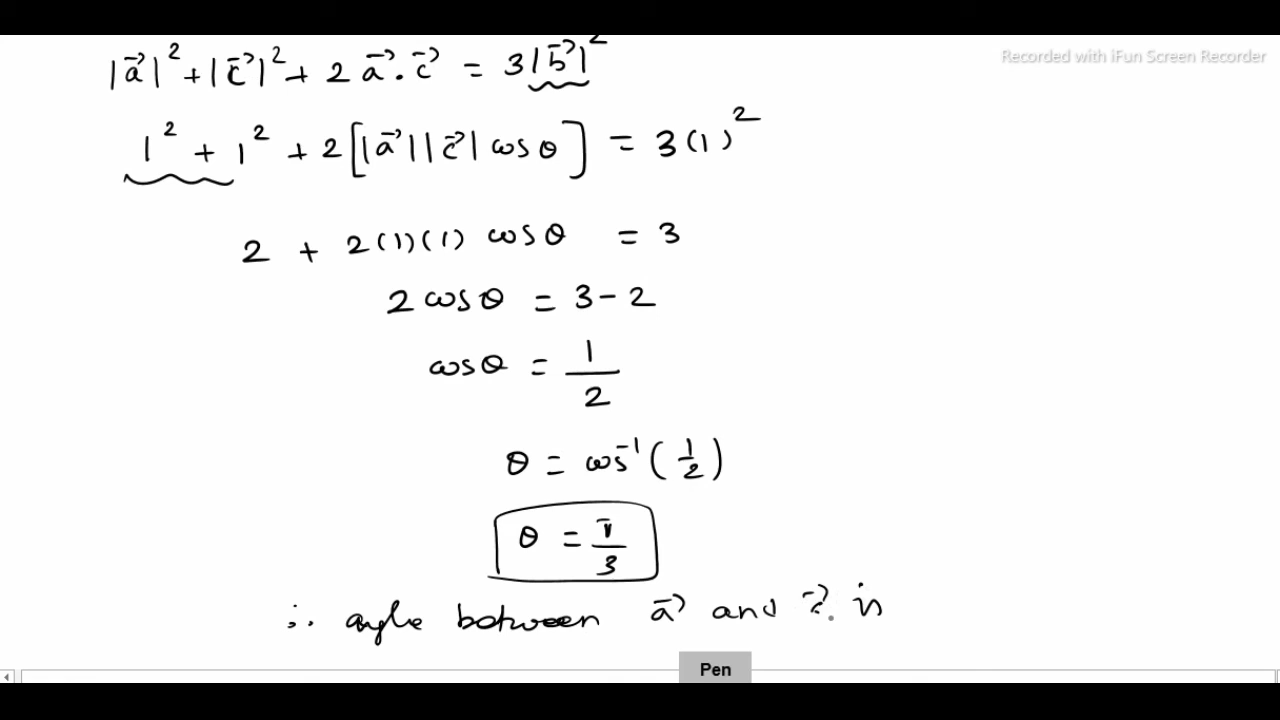 |a⃗|² + |c⃗|² + 2 a⃗ . c⃗ = 3|b⃗|²
Recorded with iFun Screen Recorder
1² + 1² + 2[|a⃗||c⃗| cos θ] = 3(1)²
2 + 2(1)(1) cos θ = 3
2 cos θ = 3 - 2
cos θ = 1/2
θ = cos⁻¹(1/2)
θ = π/3
∴ angle between a⃗ and c⃗ is
Pen